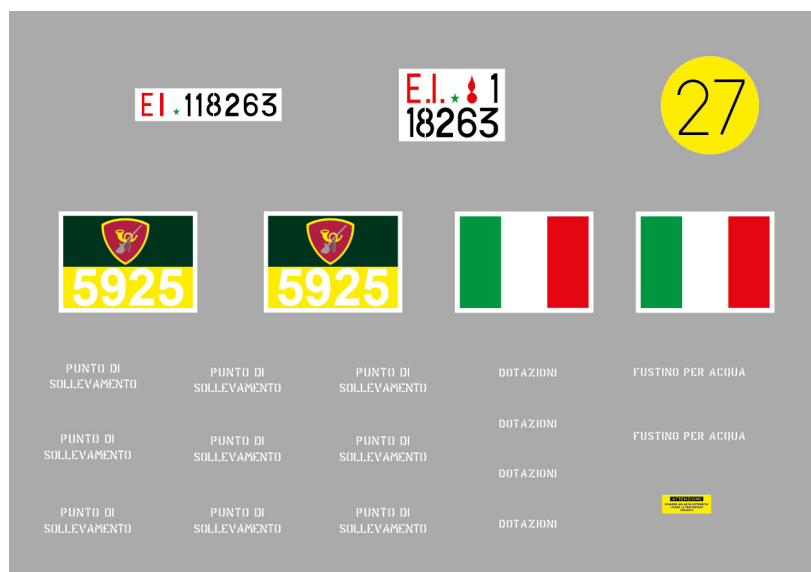 EI 118263
E.I. 1
18263
27
5925
5925
PUNTO DI
SOLLEVAMENTO
PUNTO DI
SOLLEVAMENTO
PUNTO DI
SOLLEVAMENTO
DOTAZIONI
FUSTINO PER ACQUA
DOTAZIONI
PUNTO DI
SOLLEVAMENTO
PUNTO DI
SOLLEVAMENTO
PUNTO DI
SOLLEVAMENTO
FUSTINO PER ACQUA
DOTAZIONI
PUNTO DI
SOLLEVAMENTO
PUNTO DI
SOLLEVAMENTO
PUNTO DI
SOLLEVAMENTO
DOTAZIONI
ATTENZIONE